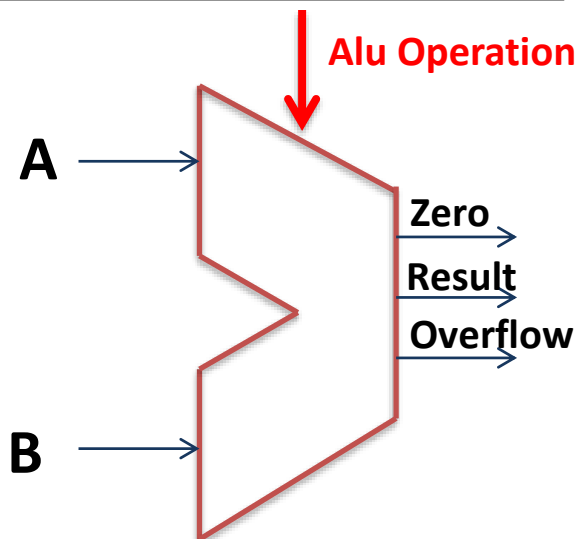 Alu Operation
A
Zero
Result
Overflow
B